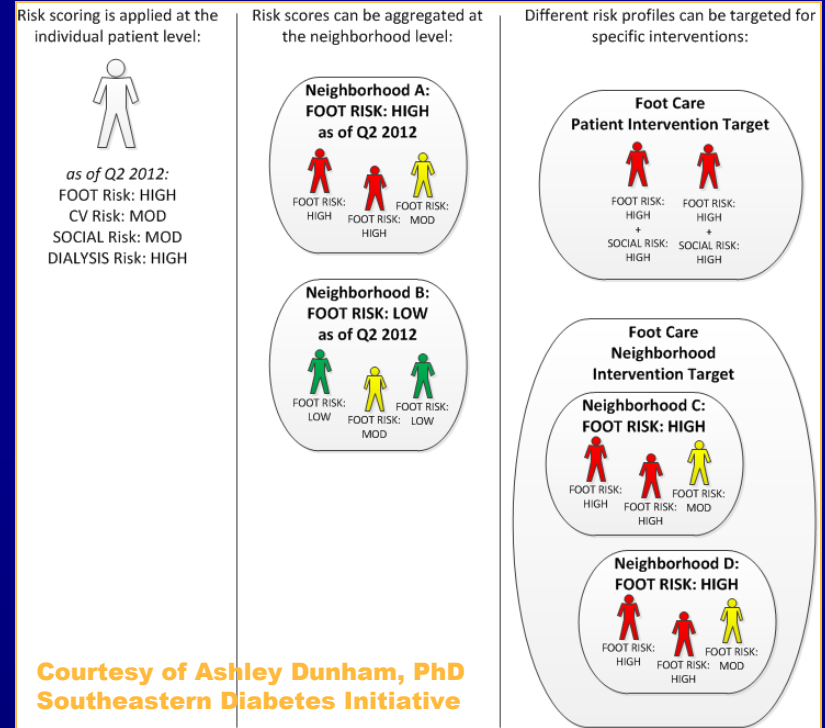 Risk scoring is applied at the
individual patient level:
as of Q2 2012:
FOOT Risk: HIGH
CV Risk: MOD
SOCIAL Risk: MOD
DIALYSIS Risk: HIGH
Risk scores can be aggregated at
the neighborhood level:
Neighborhood A:
FOOT RISK: HIGH
as of Q2 2012
FOOT RISK:
HIGH
FOOT RISK:
HIGH
FOOT RISK:
MOD
Neighborhood B:
FOOT RISK: LOW
as of Q2 2012
FOOT RISK:
LOW
FOOT RISK:
MOD
FOOT RISK:
LOW
Different risk profiles can be targeted for
specific interventions:
Foot Care
Patient Intervention Target
FOOT RISK:
HIGH
+
SOCIAL RISK:
HIGH
FOOT RISK:
HIGH
+
SOCIAL RISK:
HIGH
Foot Care
Neighborhood
Intervention Target
Neighborhood C:
FOOT RISK: HIGH
FOOT RISK:
HIGH
FOOT RISK:
HIGH
FOOT RISK:
MOD
Neighborhood D:
FOOT RISK: HIGH
FOOT RISK:
HIGH
FOOT RISK:
HIGH
FOOT RISK:
MOD
Courtesy of Ashley Dunham, PhD
Southeastern Diabetes Initiative